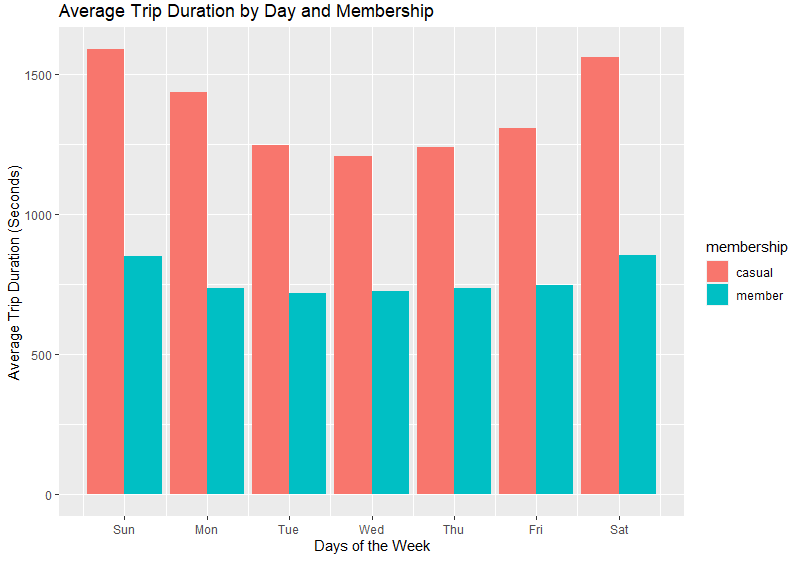 Average Trip Duration by Day and Membership
Average Trip Duration (Seconds)
1500
1000
500
0
Sun Mon Tue Wed Thu Fri Sat
Days of the Week
membership
casual
member